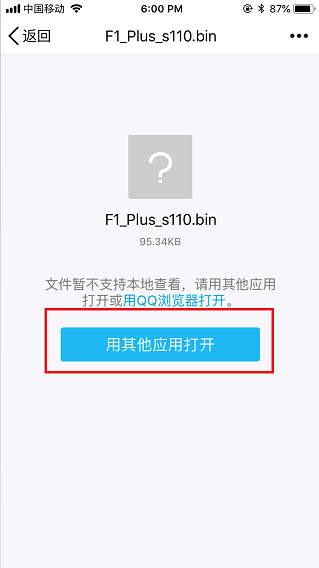 中国移动 6:00 PM 87%
返回 F1_Plus_s110.bin •••
?
F1_Plus_s110.bin
95.34KB
文件暂不支持本地查看，请用其他应用
打开或用QQ浏览器打开。
用其他应用打开